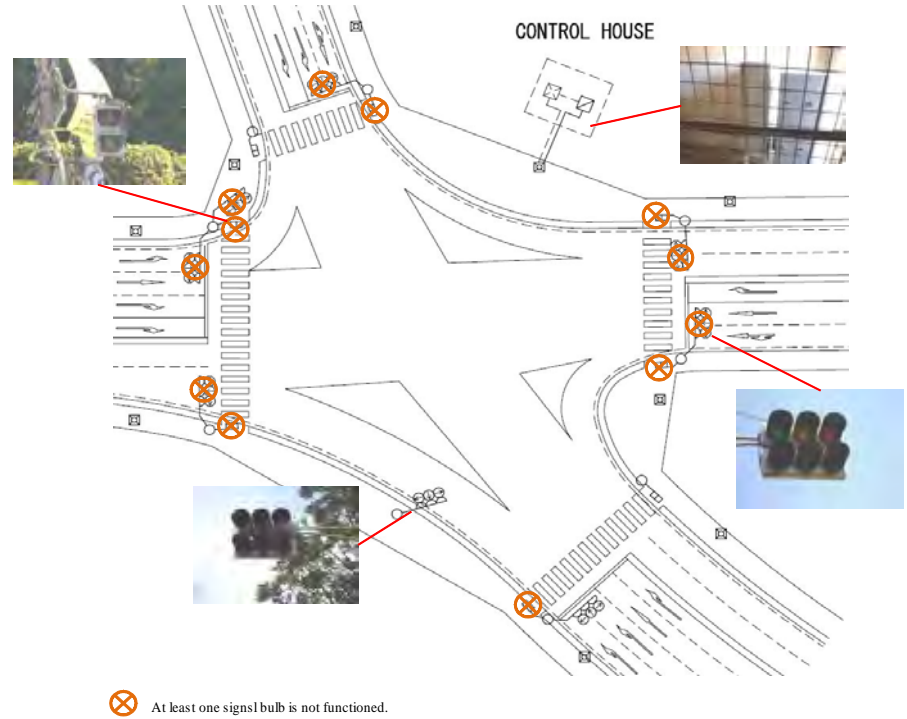 CONTROL HOUSE
At least one signsl bulb is not functioned.